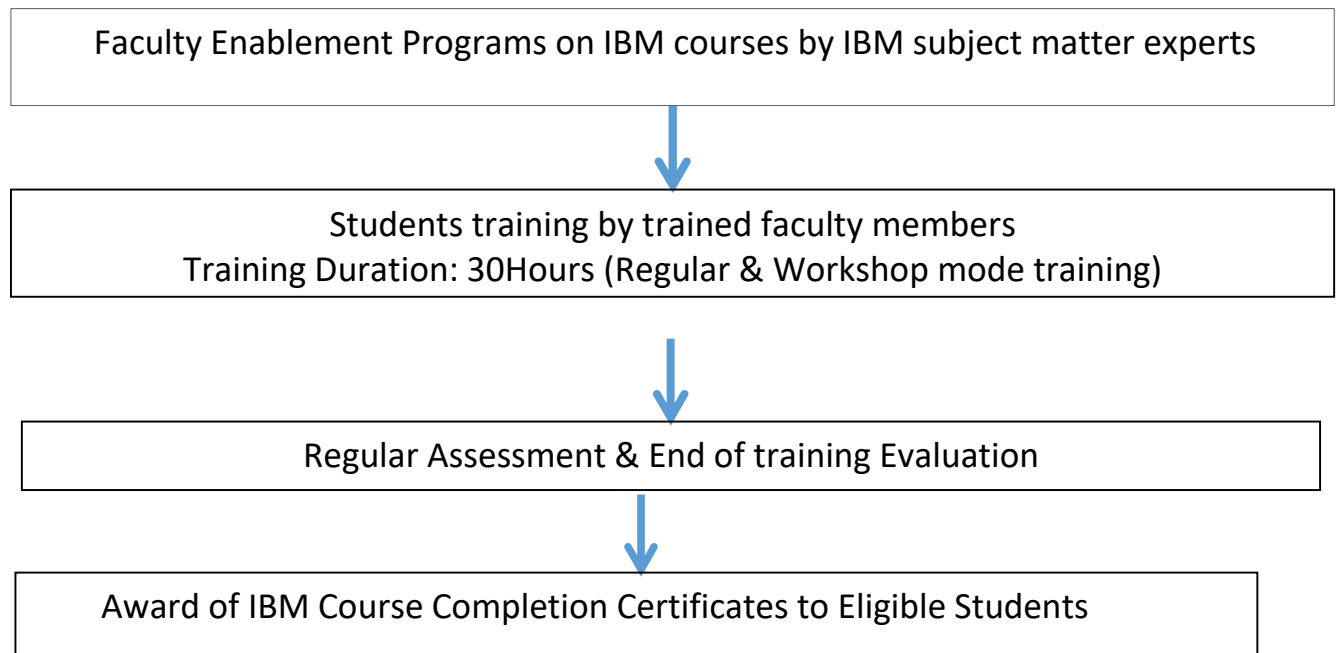 Faculty Enablement Programs on IBM courses by IBM subject matter experts
Students training by trained faculty members
Training Duration: 30Hours (Regular & Workshop mode training)
Regular Assessment & End of training Evaluation
Award of IBM Course Completion Certificates to Eligible Students